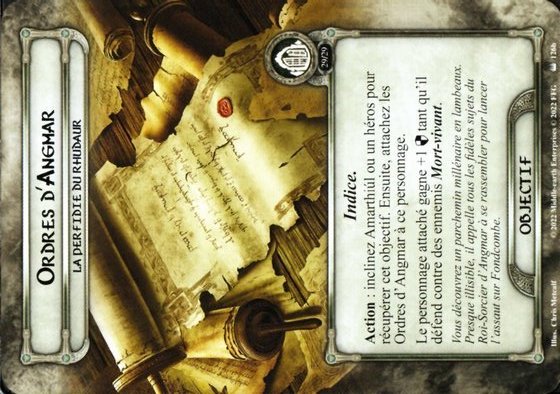 ORDRES D'ANGMAR
LA PERFIDIE DU RHUDAUR
29/29
Indice.
Action : inclinez Amarthiúl ou un héros pour
récupérer cet objectif. Ensuite, attachez les
Ordres d'Angmar à ce personnage.
Le personnage attaché gagne +1 tant qu'il
défend contre des ennemis Mort-vivant.
Vous découvrez un parchemin millénaire en lambeaux.
Presque illisible, il appelle tous les fidèles sujets du
Roi-Sorcier d'Angmar à se rassembler pour lancer
l'assaut sur Fondcombe.
OBJECTIF
Illus. Chris Metcalf
© 2022 Middle-earth Enterprises © 2022 FFG
126b